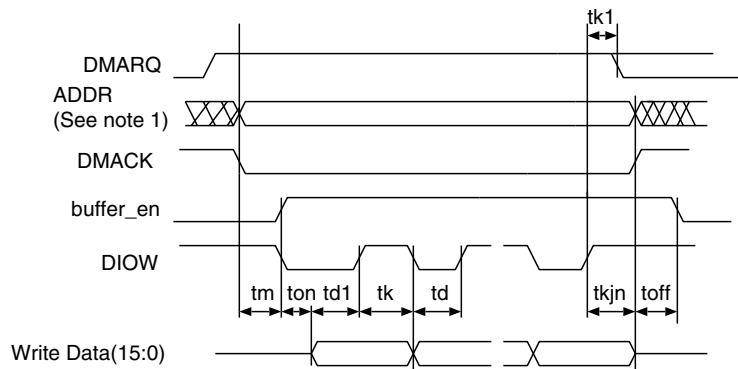 tk1
DMARQ
ADDR
(See note 1)
DMACK
buffer_en
DIOW
tm ton td1 tk td tkjn toff
Write Data(15:0)